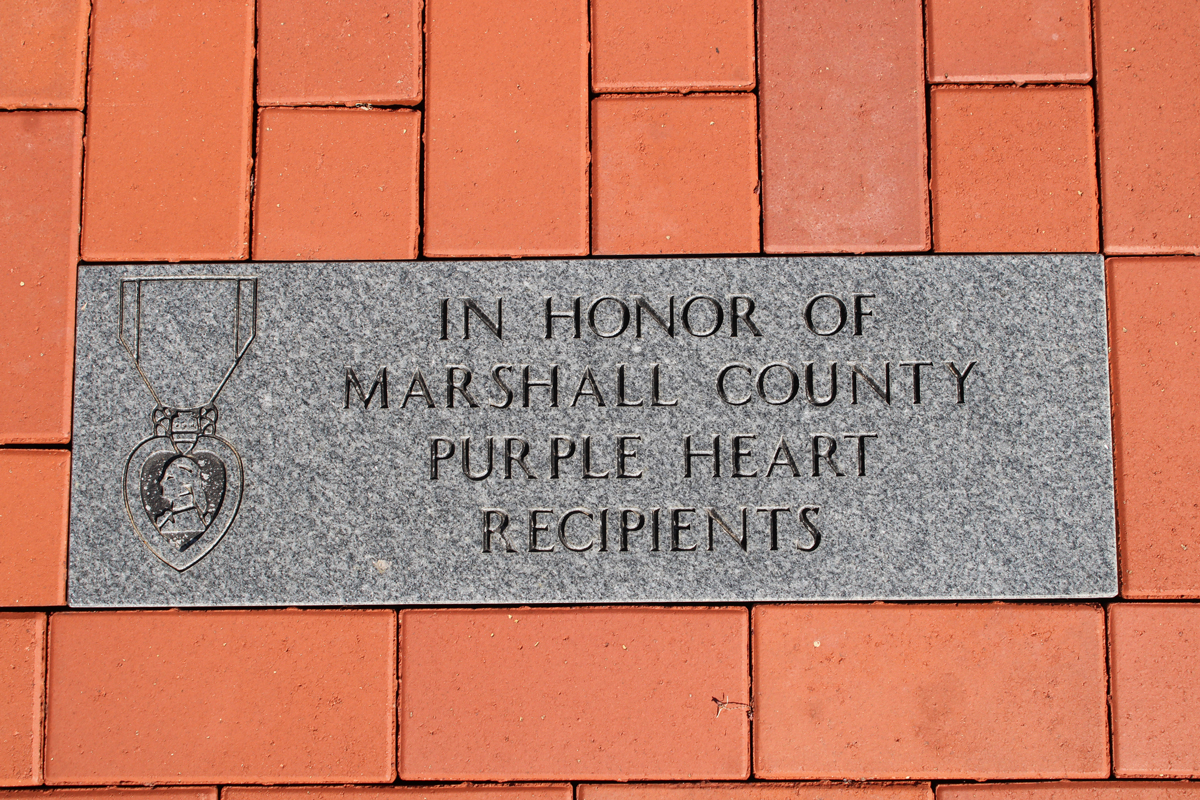 IN HONOR OF
MARSHALL COUNTY
PURPLE HEART
RECIPIENTS